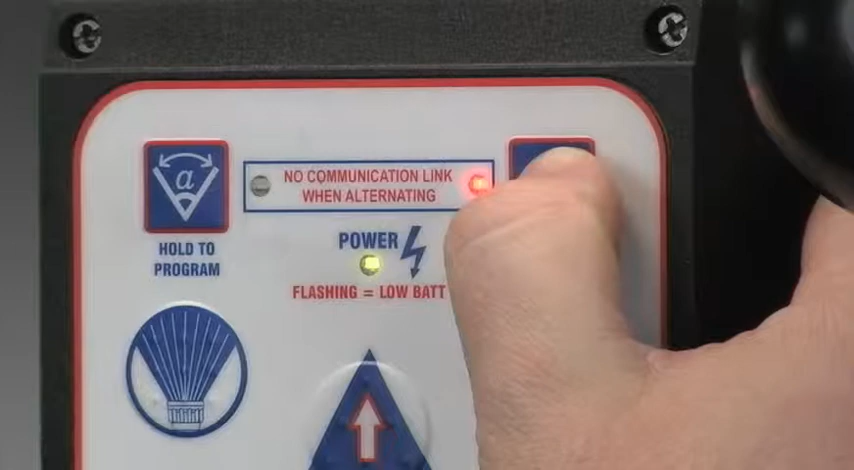 α
NO COMMUNICATION LINK
WHEN ALTERNATING
HOLD TO
PROGRAM
POWER
FLASHING = LOW BATT